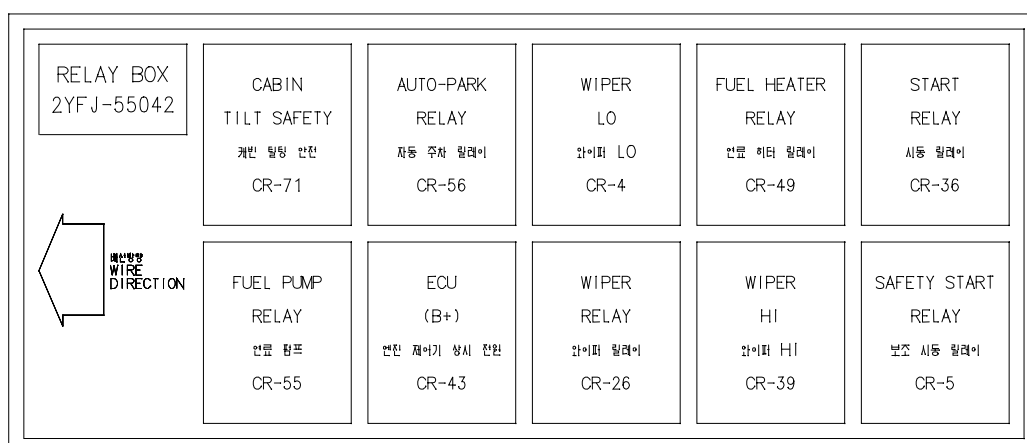 RELAY BOX
2YFJ-55042
CABIN
TILT SAFETY
캐빈 틸팅 안전
CR-71
AUTO-PARK
RELAY
자동 주차 릴레이
CR-56
WIPER
LO
와이퍼 LO
CR-4
FUEL HEATER
RELAY
연료 히터 릴레이
CR-49
START
RELAY
시동 릴레이
CR-36
배선방향
WIRE
DIRECTION
FUEL PUMP
RELAY
연료 펌프
CR-55
ECU
(B+)
엔진 제어기 상시 전원
CR-43
WIPER
RELAY
와이퍼 릴레이
CR-26
WIPER
HI
와이퍼 HI
CR-39
SAFETY START
RELAY
보조 시동 릴레이
CR-5